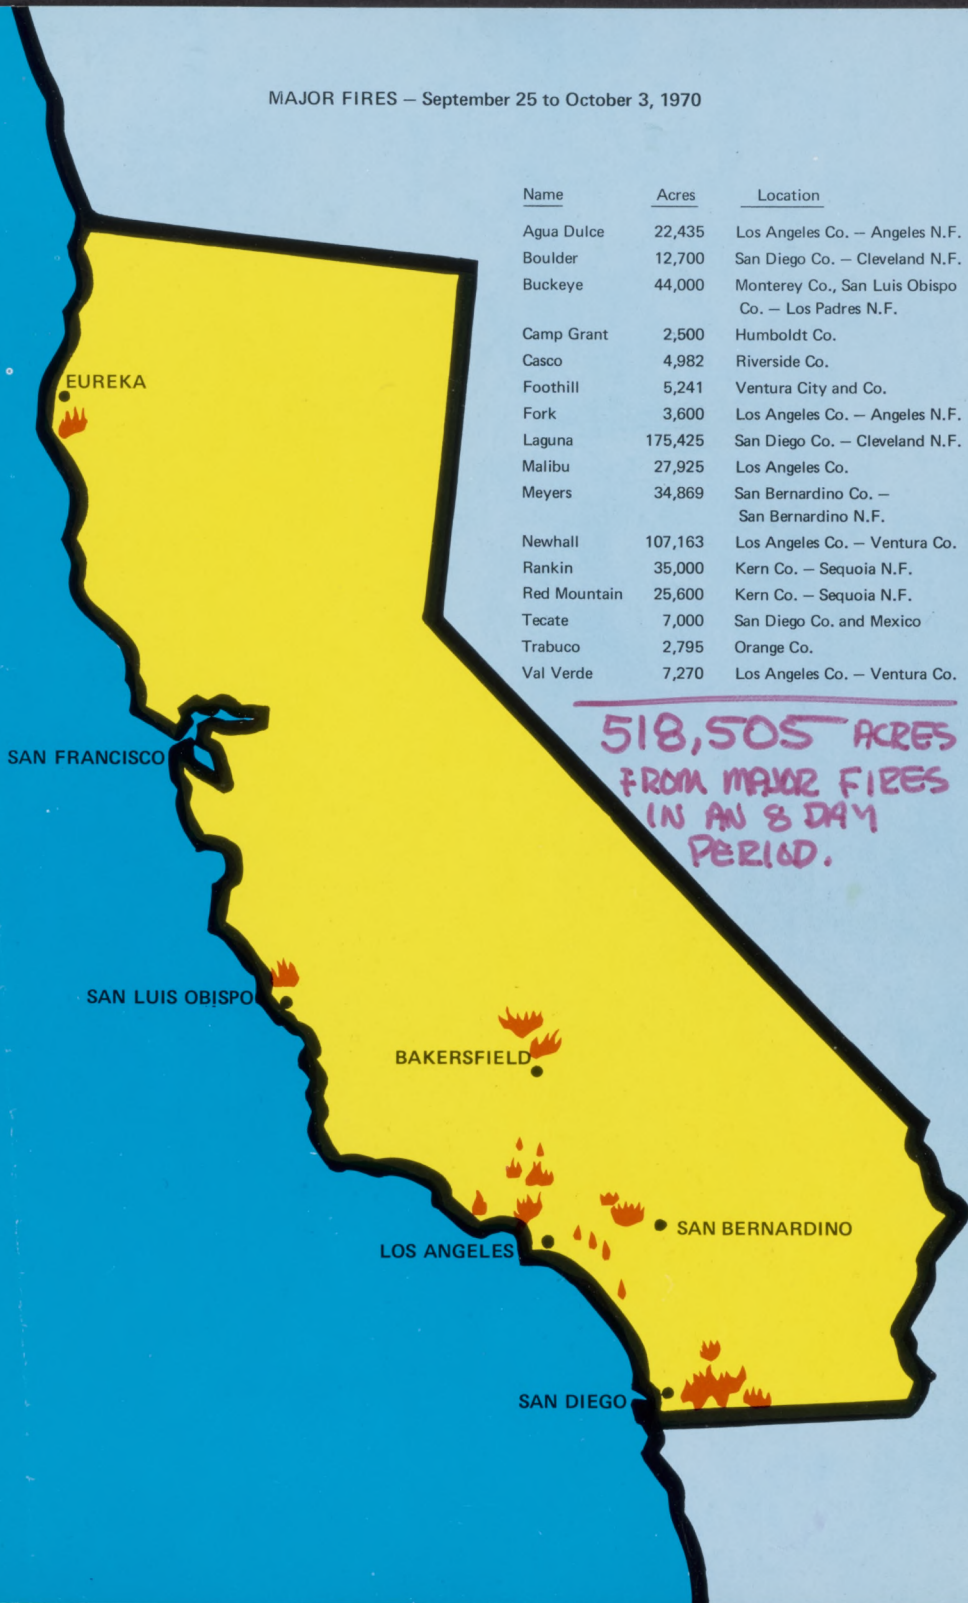 MAJOR FIRES — September 25 to October 3, 1970
Name Acres Location
Agua Dulce 22,435 Los Angeles Co. — Angeles N.F.
Boulder 12,700 San Diego Co. — Cleveland N.F.
Buckeye 44,000 Monterey Co., San Luis Obispo
Co. — Los Padres N.F.
Camp Grant 2,500 Humboldt Co.
Casco 4,982 Riverside Co.
Foothill 5,241 Ventura City and Co.
Fork 3,600 Los Angeles Co. — Angeles N.F.
Laguna 175,425 San Diego Co. — Cleveland N.F.
Malibu 27,925 Los Angeles Co.
Meyers 34,869 San Bernardino Co. —
San Bernardino N.F.
Newhall 107,163 Los Angeles Co. — Ventura Co.
Rankin 35,000 Kern Co. — Sequoia N.F.
Red Mountain 25,600 Kern Co. — Sequoia N.F.
Tecate 7,000 San Diego Co. and Mexico
Trabuco 2,795 Orange Co.
Val Verde 7,270 Los Angeles Co. — Ventura Co.
518,505 ACRES
FROM MAJOR FIRES
IN AN 8 DAY
PERIOD.
EUREKA
SAN FRANCISCO
SAN LUIS OBISPO
BAKERSFIELD
SAN BERNARDINO
LOS ANGELES
SAN DIEGO